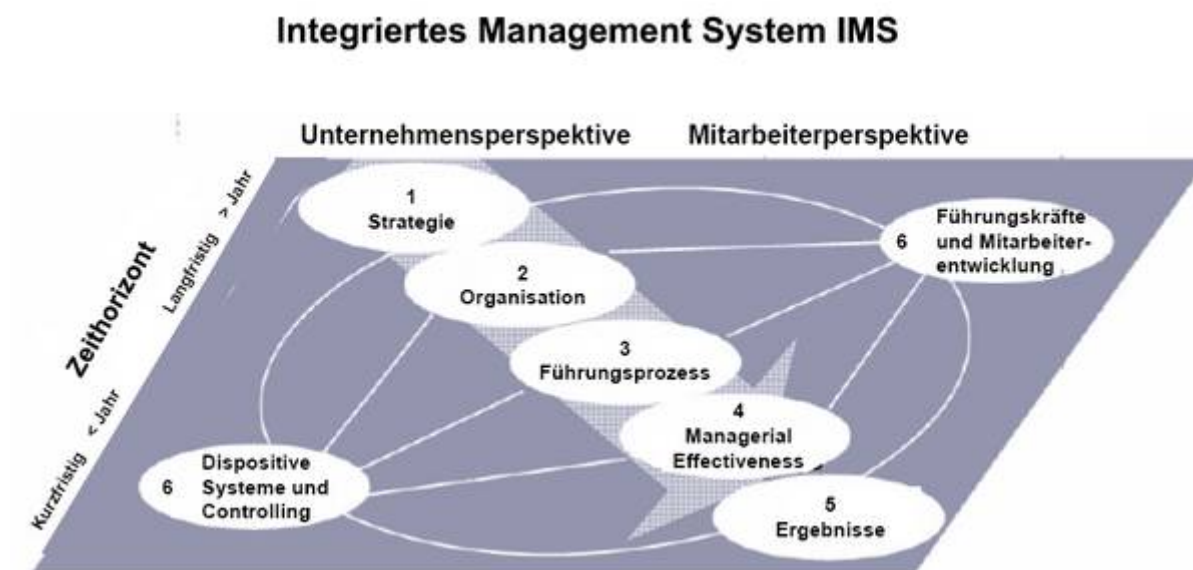 Integriertes Management System IMS
Unternehmensperspektive Mitarbeiterperspektive
Zeithorizont
Langfristig > Jahr
Kurzfristig < Jahr
1
Strategie
2
Organisation
3
Führungsprozess
4
Managerial
Effectiveness
5
Ergebnisse
6
Führungskräfte
und Mitarbeiter-
entwicklung
6
Dispositive
Systeme und
Controlling